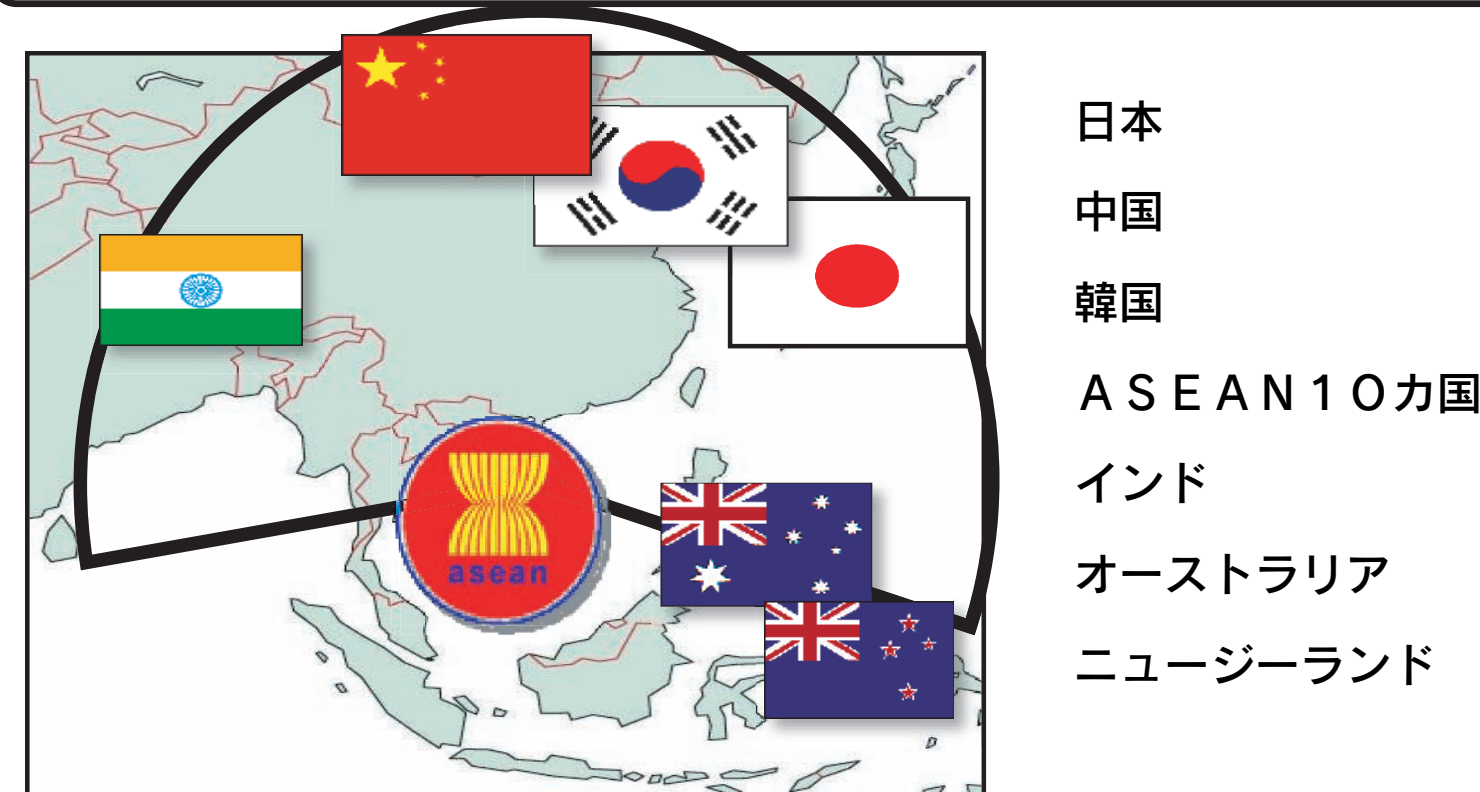 日本
中国
韓国
ＡＳＥＡＮ１０カ国
インド
オーストラリア
ニュージーランド
asean